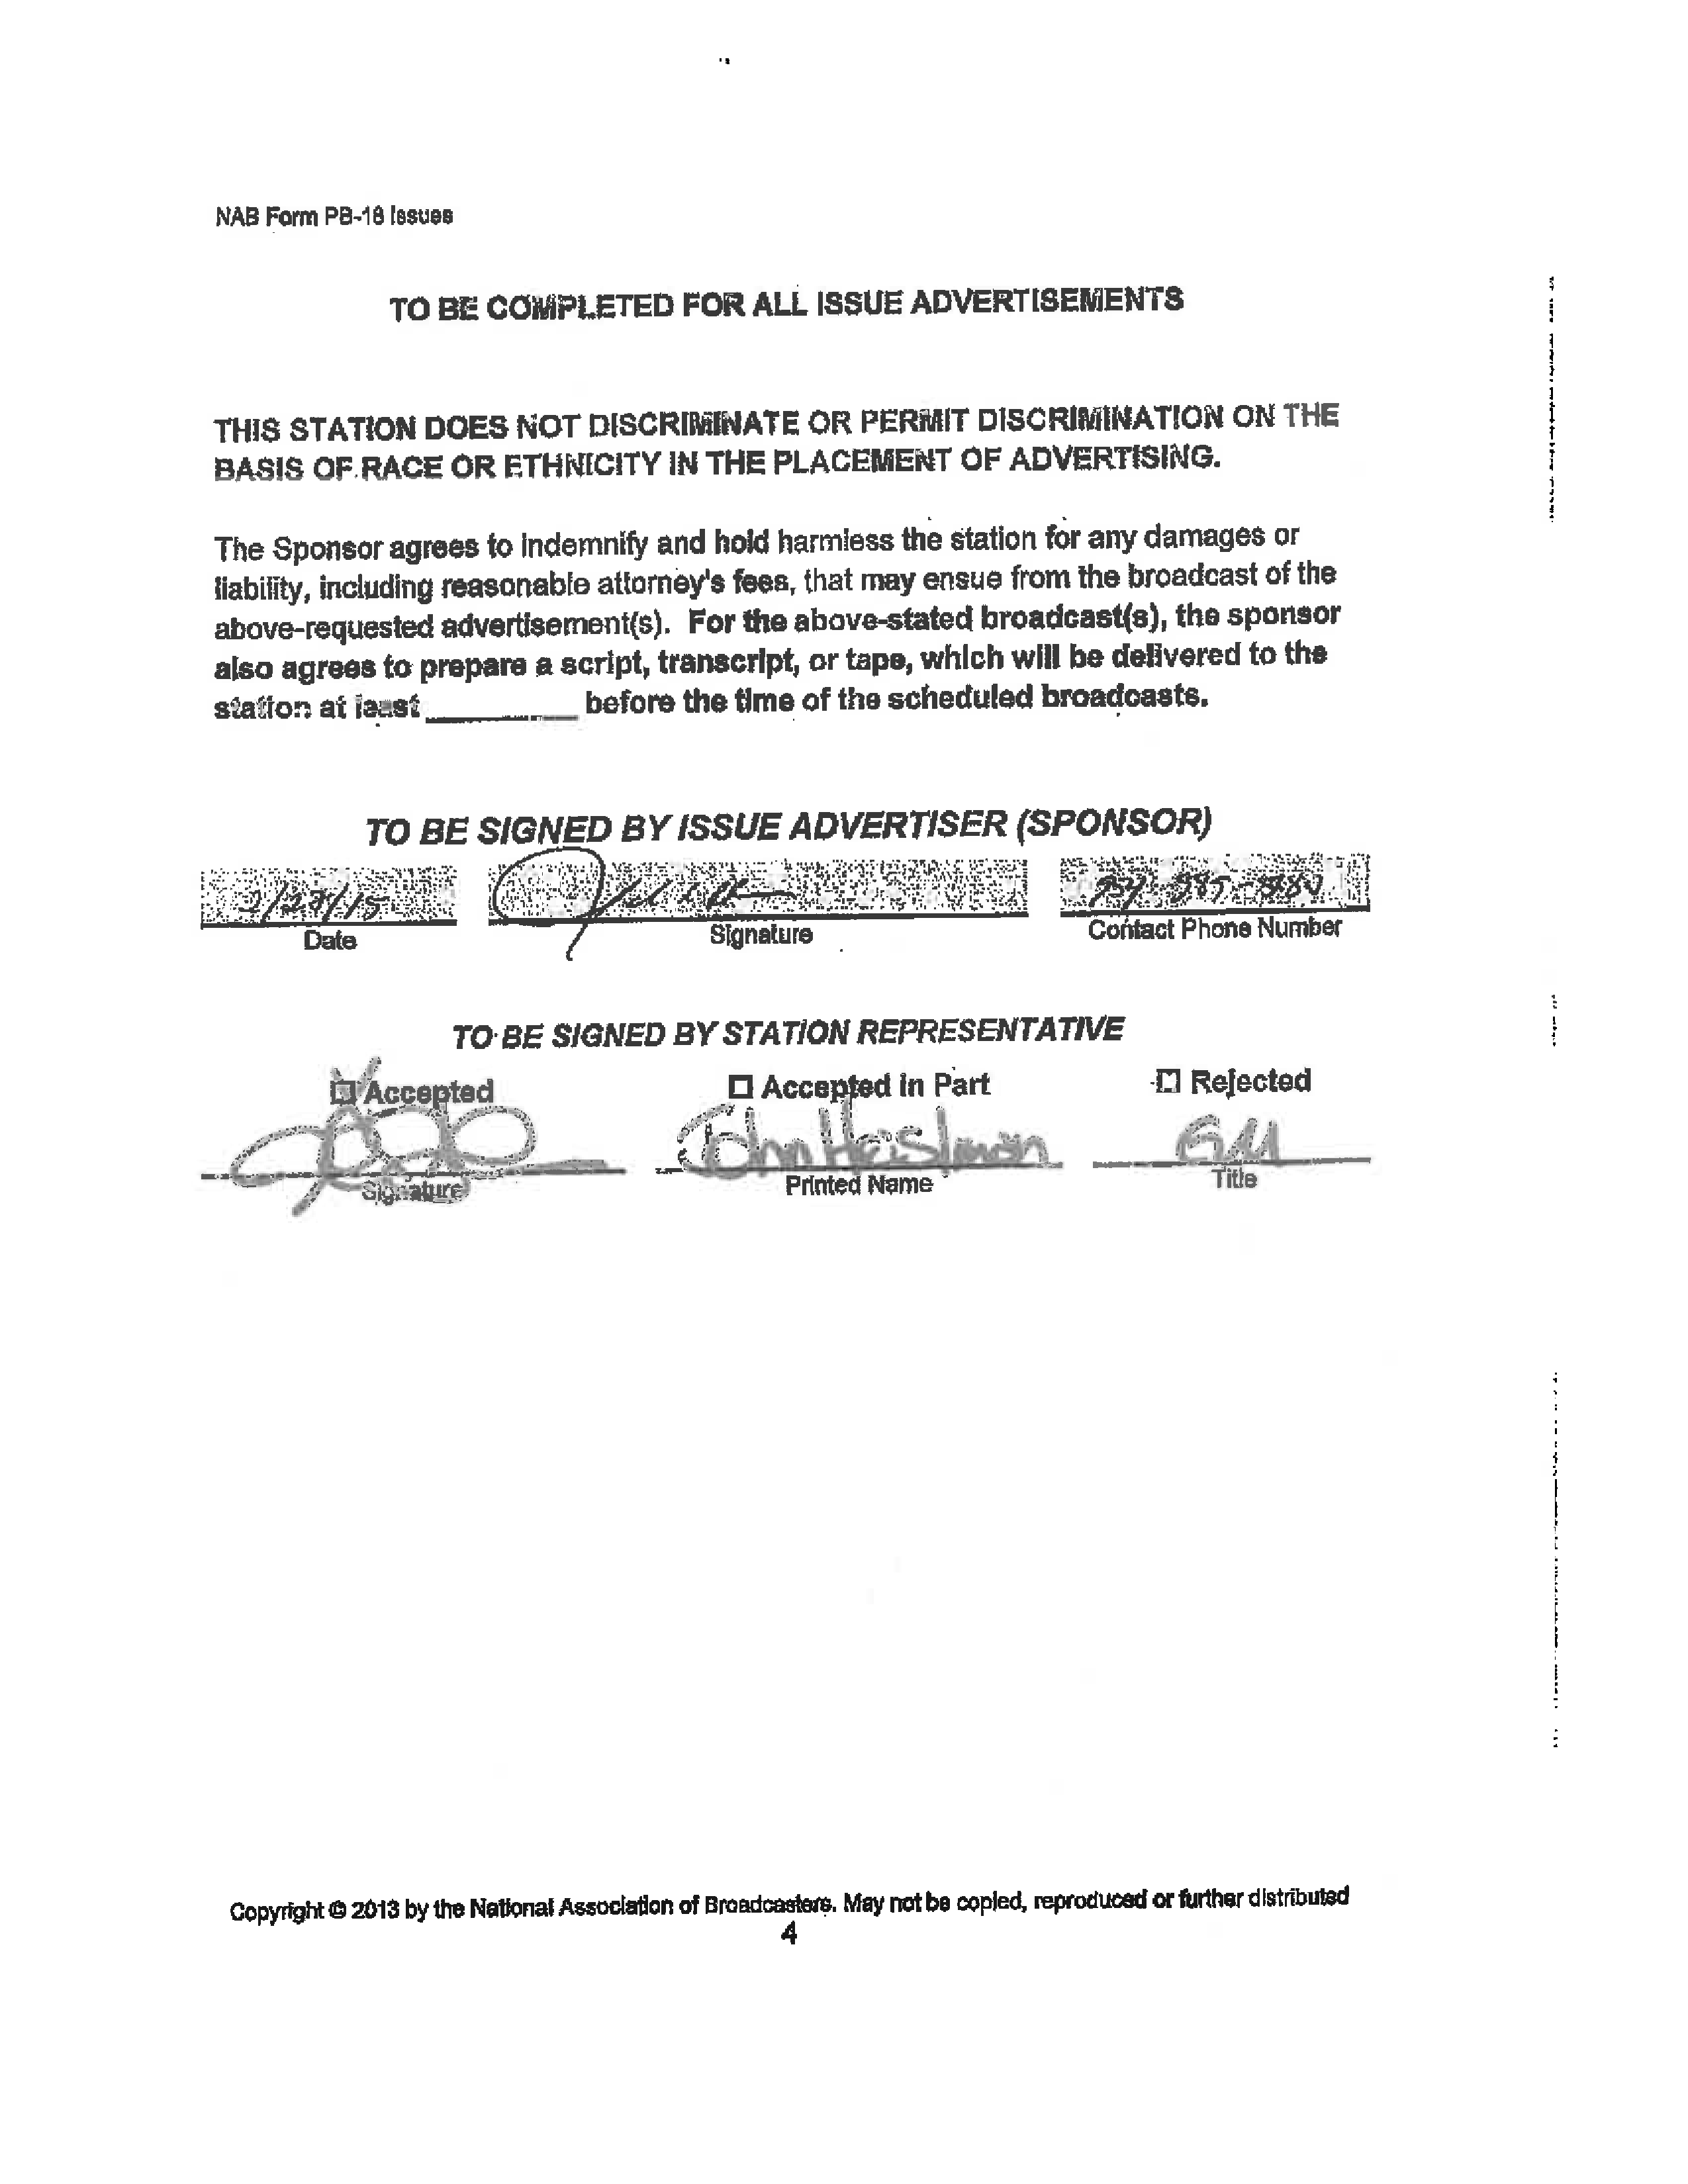 NAB Form PB-18 Issues
TO BE COMPLETED FOR ALL ISSUE ADVERTISEMENTS
THIS STATION DOES NOT DISCRIMINATE OR PERMIT DISCRIMINATION ON THE
BASIS OF RACE OR ETHNICITY IN THE PLACEMENT OF ADVERTISING.
The Sponsor agrees to indemnify and hold harmless the station for any damages or
liability, including reasonable attorney's fees, that may ensue from the broadcast of the
above-requested advertisement(s). For the above-stated broadcast(s), the sponsor
also agrees to prepare a script, transcript, or tape, which will be delivered to the
station at least __________ before the time of the scheduled broadcasts.
TO BE SIGNED BY ISSUE ADVERTISER (SPONSOR)
Date Signature Contact Phone Number
TO BE SIGNED BY STATION REPRESENTATIVE
☑ Accepted ☐ Accepted in Part ☐ Rejected
John GM
Signature Printed Name Title
Copyright © 2013 by the National Association of Broadcasters. May not be copied, reproduced or further distributed
4